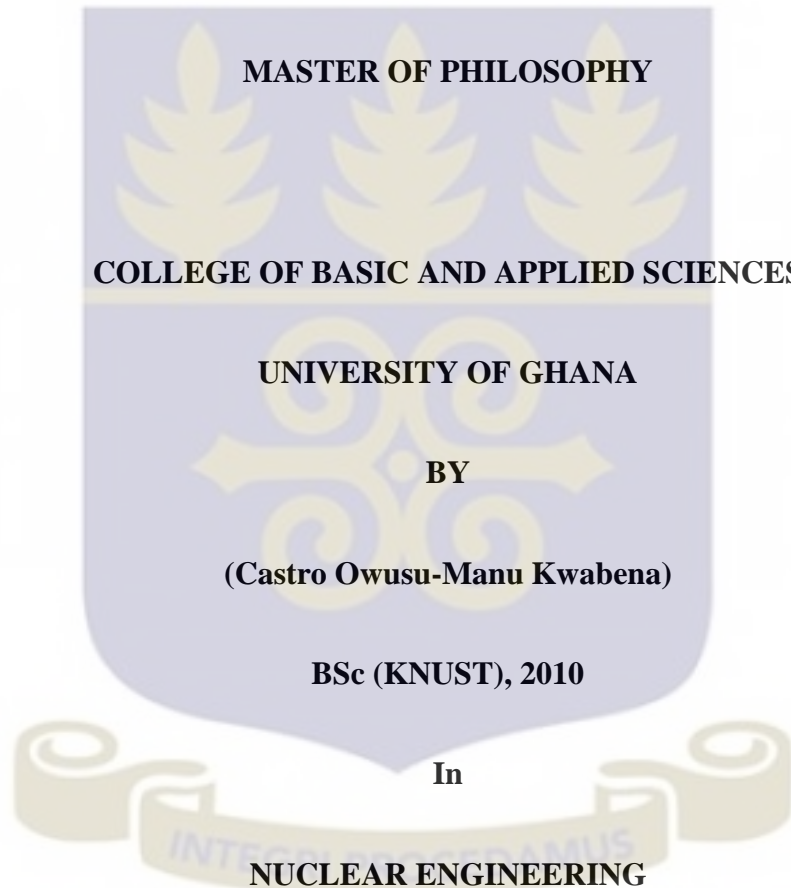 MASTER OF PHILOSOPHY
COLLEGE OF BASIC AND APPLIED SCIENCES
UNIVERSITY OF GHANA
BY
(Castro Owusu-Manu Kwabena)
BSc (KNUST), 2010
In
INTEGRI PROCEDAMUS
NUCLEAR ENGINEERING